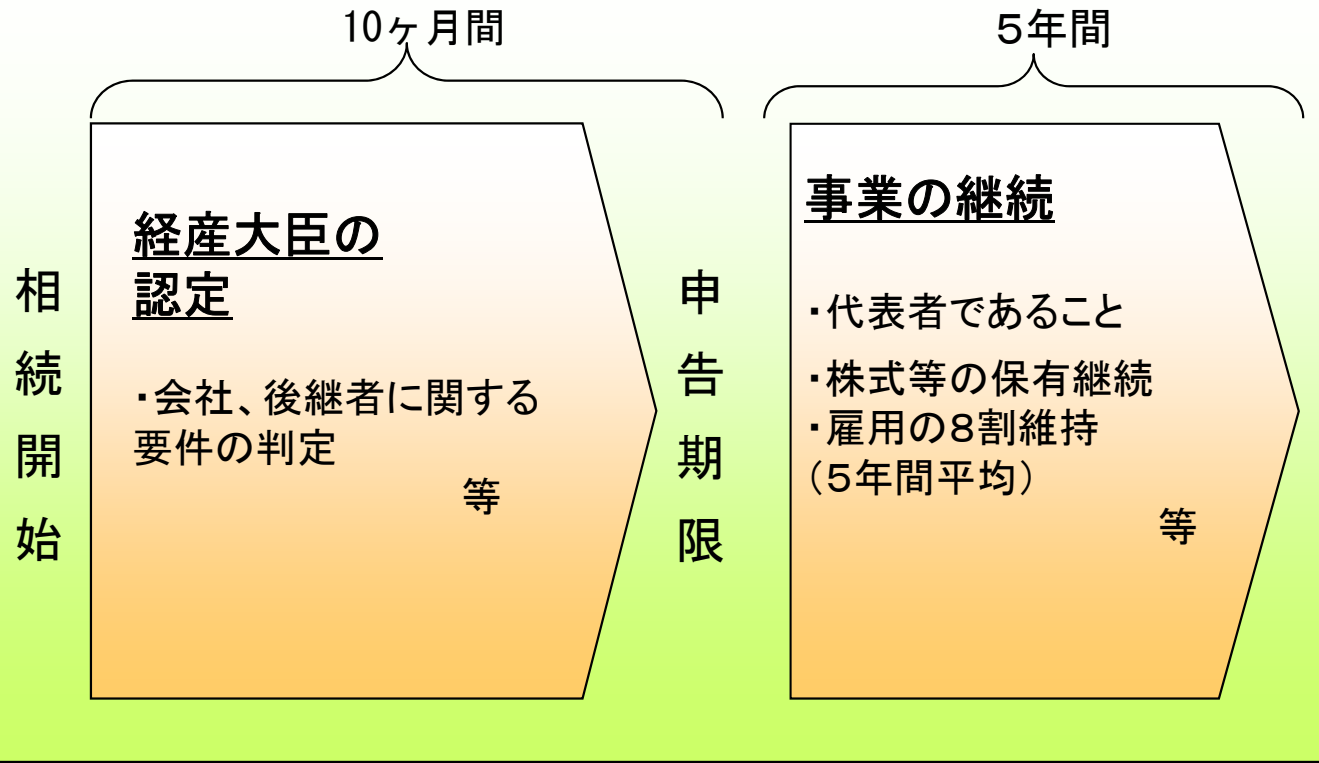 10ヶ月間
5年間
相続開始
経産大臣の
認定
・会社、後継者に関する
要件の判定
等
申告期限
事業の継続
・代表者であること
・株式等の保有継続
・雇用の8割維持
(5年間平均)
等